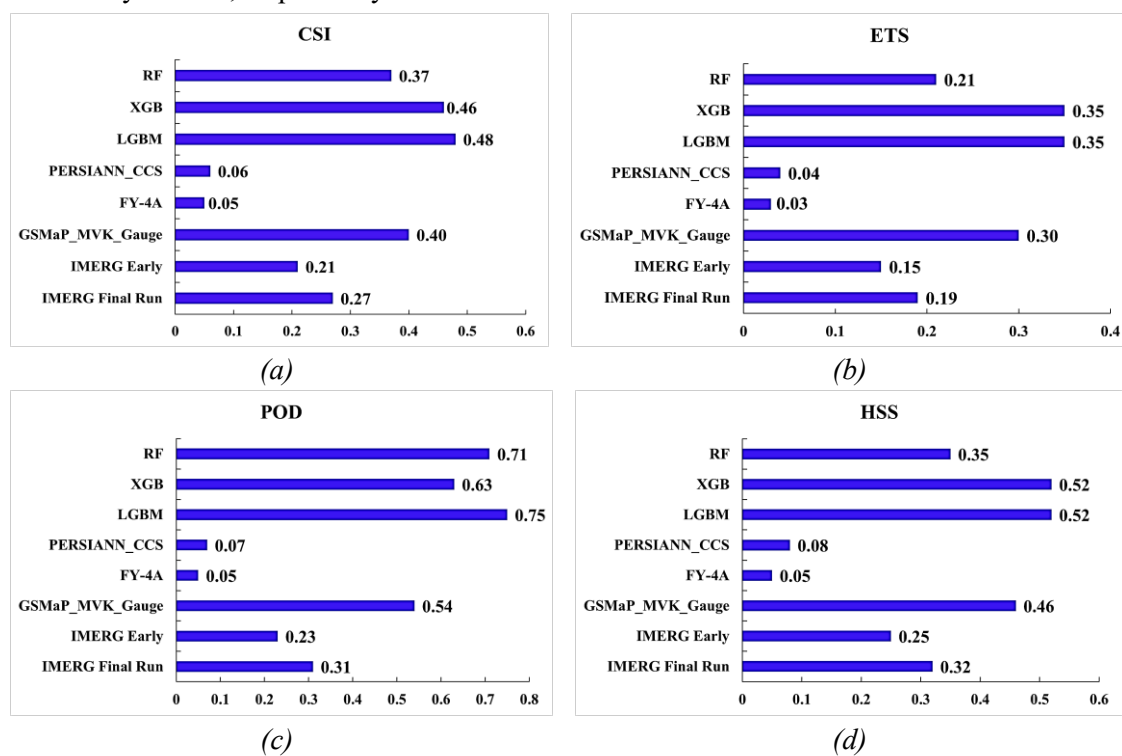 CSI
RF 0.37
XGB 0.46
LGBM 0.48
PERSIANN_CCS 0.06
FY-4A 0.05
GSMaP_MVK_Gauge 0.40
IMERG Early 0.21
IMERG Final Run 0.27
0 0.1 0.2 0.3 0.4 0.5 0.6
(a)
ETS
RF 0.21
XGB 0.35
LGBM 0.35
PERSIANN_CCS 0.04
FY-4A 0.03
GSMaP_MVK_Gauge 0.30
IMERG Early 0.15
IMERG Final Run 0.19
0 0.1 0.2 0.3 0.4
(b)
POD
RF 0.71
XGB 0.63
LGBM 0.75
PERSIANN_CCS 0.07
FY-4A 0.05
GSMaP_MVK_Gauge 0.54
IMERG Early 0.23
IMERG Final Run 0.31
0 0.1 0.2 0.3 0.4 0.5 0.6 0.7 0.8
(c)
HSS
RF 0.35
XGB 0.52
LGBM 0.52
PERSIANN_CCS 0.08
FY-4A 0.05
GSMaP_MVK_Gauge 0.46
IMERG Early 0.25
IMERG Final Run 0.32
0 0.1 0.2 0.3 0.4 0.5 0.6
(d)